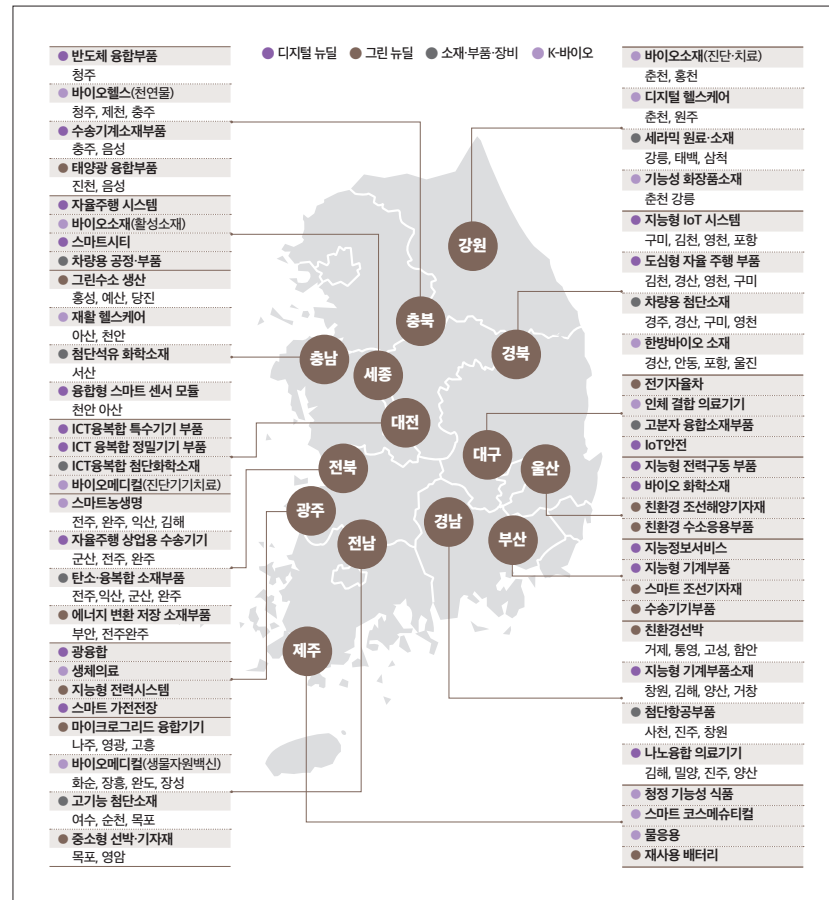 디지털 뉴딜
그린 뉴딜
소재·부품·장비
K-바이오
반도체 융합부품
청주
바이오헬스(천연물)
청주, 제천, 충주
수송기계소재부품
충주, 음성
태양광 융합부품
진천, 음성
자율주행 시스템
바이오소재(활성소재)
스마트시티
차량용 공정·부품
그린수소 생산
홍성, 예산, 당진
재활 헬스케어
아산, 천안
첨단석유 화학소재
서산
융합형 스마트 센서 모듈
천안 아산
ICT융복합 특수기기 부품
ICT 융복합 정밀기기 부품
ICT융복합 첨단화학소재
바이오메디컬(진단기기치료)
스마트농생명
전주, 완주, 익산, 김해
자율주행 상업용 수송기기
군산, 전주, 완주
탄소·융복합 소재부품
전주,익산, 군산, 완주
에너지 변환 저장 소재부품
부안, 전주완주
광융합
생체의료
지능형 전력시스템
스마트 가전전장
마이크로그리드 융합기기
나주, 영광, 고흥
바이오메디컬(생물자원백신)
화순, 장흥, 완도, 장성
고기능 첨단소재
여수, 순천, 목포
중소형 선박·기자재
목포, 영암
강원
충북
경북
충남
세종
대전
대구
울산
전북
광주
경남
전남
부산
제주
바이오소재(진단·치료)
춘천, 홍천
디지털 헬스케어
춘천, 원주
세라믹 원료·소재
강릉, 태백, 삼척
기능성 화장품소재
춘천 강릉
지능형 IoT 시스템
구미, 김천, 영천, 포항
도심형 자율 주행 부품
김천, 경산, 영천, 구미
차량용 첨단소재
경주, 경산, 구미, 영천
한방바이오 소재
경산, 안동, 포항, 울진
전기자율차
인체 결합 의료기기
고분자 융합소재부품
IoT안전
지능형 전력구동 부품
바이오 화학소재
친환경 조선해양기자재
친환경 수소응용부품
지능정보서비스
지능형 기계부품
스마트 조선기자재
수송기기부품
친환경선박
거제, 통영, 고성, 함안
지능형 기계부품소재
창원, 김해, 양산, 거창
첨단항공부품
사천, 진주, 창원
나노융합 의료기기
김해, 밀양, 진주, 양산
청정 기능성 식품
스마트 코스메슈티컬
물응용
재사용 배터리